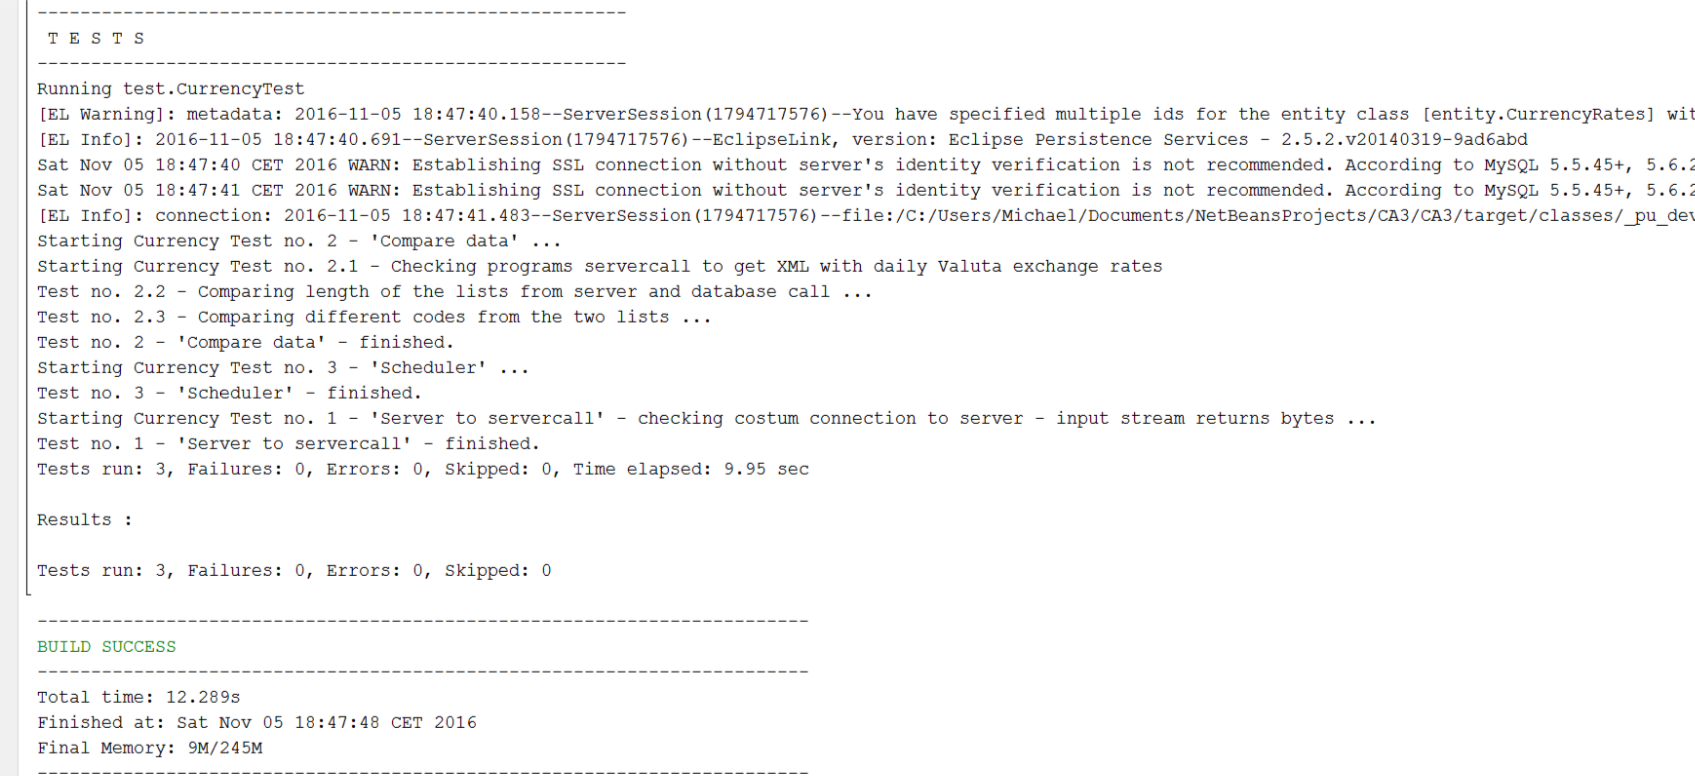 -------------------------------------------------------
 T E S T S
-------------------------------------------------------
Running test.CurrencyTest
[EL Warning]: metadata: 2016-11-05 18:47:40.158--ServerSession(1794717576)--You have specified multiple ids for the entity class [entity.CurrencyRates] wit
[EL Info]: 2016-11-05 18:47:40.691--ServerSession(1794717576)--EclipseLink, version: Eclipse Persistence Services - 2.5.2.v20140319-9ad6abd
Sat Nov 05 18:47:40 CET 2016 WARN: Establishing SSL connection without server's identity verification is not recommended. According to MySQL 5.5.45+, 5.6.2
Sat Nov 05 18:47:41 CET 2016 WARN: Establishing SSL connection without server's identity verification is not recommended. According to MySQL 5.5.45+, 5.6.2
[EL Info]: connection: 2016-11-05 18:47:41.483--ServerSession(1794717576)--file:/C:/Users/Michael/Documents/NetBeansProjects/CA3/CA3/target/classes/_pu_dev
Starting Currency Test no. 2 - 'Compare data' ...
Starting Currency Test no. 2.1 - Checking programs servercall to get XML with daily Valuta exchange rates
Test no. 2.2 - Comparing length of the lists from server and database call ...
Test no. 2.3 - Comparing different codes from the two lists ...
Test no. 2 - 'Compare data' - finished.
Starting Currency Test no. 3 - 'Scheduler' ...
Test no. 3 - 'Scheduler' - finished.
Starting Currency Test no. 1 - 'Server to servercall' - checking costum connection to server - input stream returns bytes ...
Test no. 1 - 'Server to servercall' - finished.
Tests run: 3, Failures: 0, Errors: 0, Skipped: 0, Time elapsed: 9.95 sec
Results :
Tests run: 3, Failures: 0, Errors: 0, Skipped: 0
------------------------------------------------------------------------
BUILD SUCCESS
------------------------------------------------------------------------
Total time: 12.289s
Finished at: Sat Nov 05 18:47:48 CET 2016
Final Memory: 9M/245M
------------------------------------------------------------------------